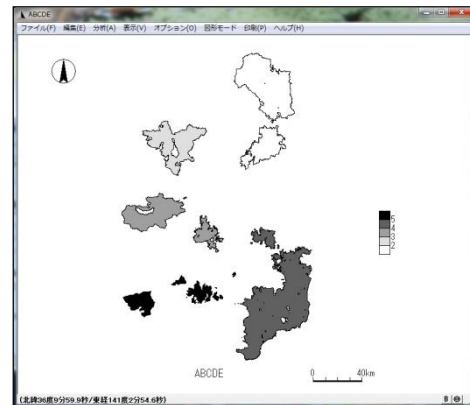 ABCDE
ファイル(F) 編集(E) 分析(A) 表示(V) オプション(O) 図形モード 印刷(P) ヘルプ(H)
5
4
3
2
ABCDE
0 40km
(北緯36度9分59.9秒/東経141度2分54.6秒)